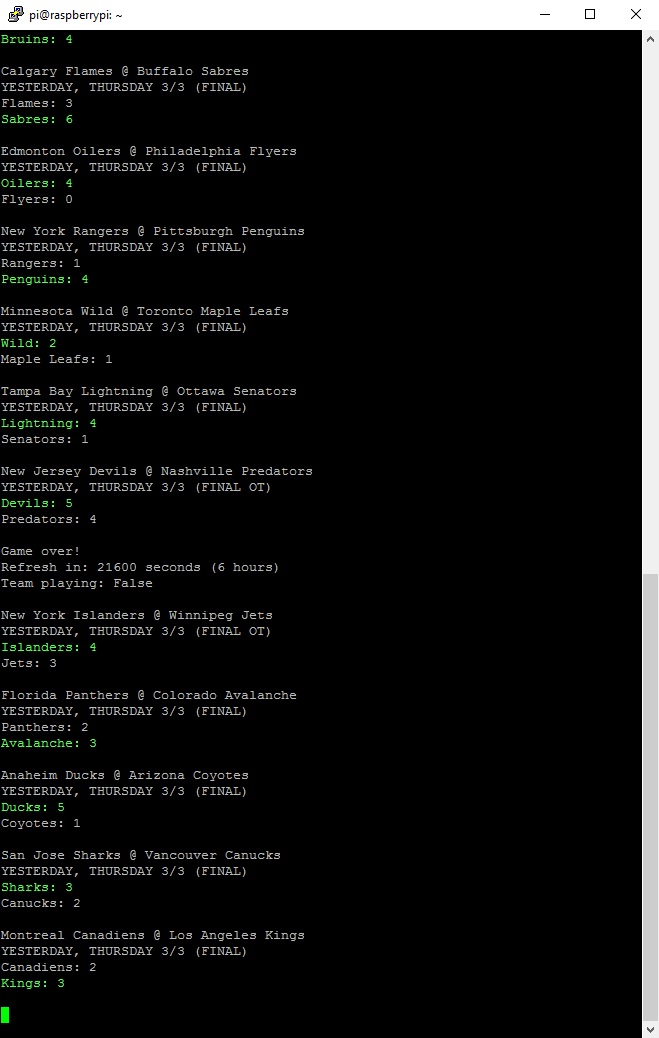 pi@raspberrypi: ~
Bruins: 4
Calgary Flames @ Buffalo Sabres
YESTERDAY, THURSDAY 3/3 (FINAL)
Flames: 3
Sabres: 6
Edmonton Oilers @ Philadelphia Flyers
YESTERDAY, THURSDAY 3/3 (FINAL)
Oilers: 4
Flyers: 0
New York Rangers @ Pittsburgh Penguins
YESTERDAY, THURSDAY 3/3 (FINAL)
Rangers: 1
Penguins: 4
Minnesota Wild @ Toronto Maple Leafs
YESTERDAY, THURSDAY 3/3 (FINAL)
Wild: 2
Maple Leafs: 1
Tampa Bay Lightning @ Ottawa Senators
YESTERDAY, THURSDAY 3/3 (FINAL)
Lightning: 4
Senators: 1
New Jersey Devils @ Nashville Predators
YESTERDAY, THURSDAY 3/3 (FINAL OT)
Devils: 5
Predators: 4
Game over!
Refresh in: 21600 seconds (6 hours)
Team playing: False
New York Islanders @ Winnipeg Jets
YESTERDAY, THURSDAY 3/3 (FINAL OT)
Islanders: 4
Jets: 3
Florida Panthers @ Colorado Avalanche
YESTERDAY, THURSDAY 3/3 (FINAL)
Panthers: 2
Avalanche: 3
Anaheim Ducks @ Arizona Coyotes
YESTERDAY, THURSDAY 3/3 (FINAL)
Ducks: 5
Coyotes: 1
San Jose Sharks @ Vancouver Canucks
YESTERDAY, THURSDAY 3/3 (FINAL)
Sharks: 3
Canucks: 2
Montreal Canadiens @ Los Angeles Kings
YESTERDAY, THURSDAY 3/3 (FINAL)
Canadiens: 2
Kings: 3